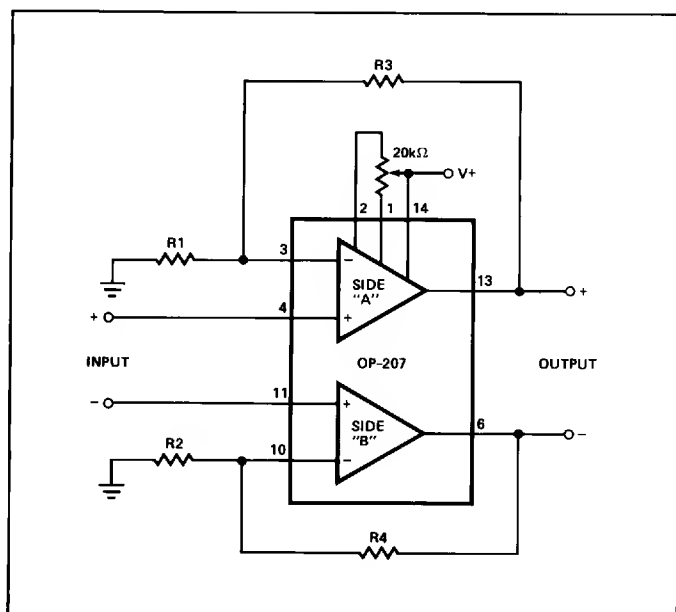 R3
20kΩ
V+
2 1 14
R1
3
−
SIDE
"A"
13
+
+
4
+
INPUT
OP-207
OUTPUT
−
11
+
SIDE
"B"
6
−
R2
10
−
R4